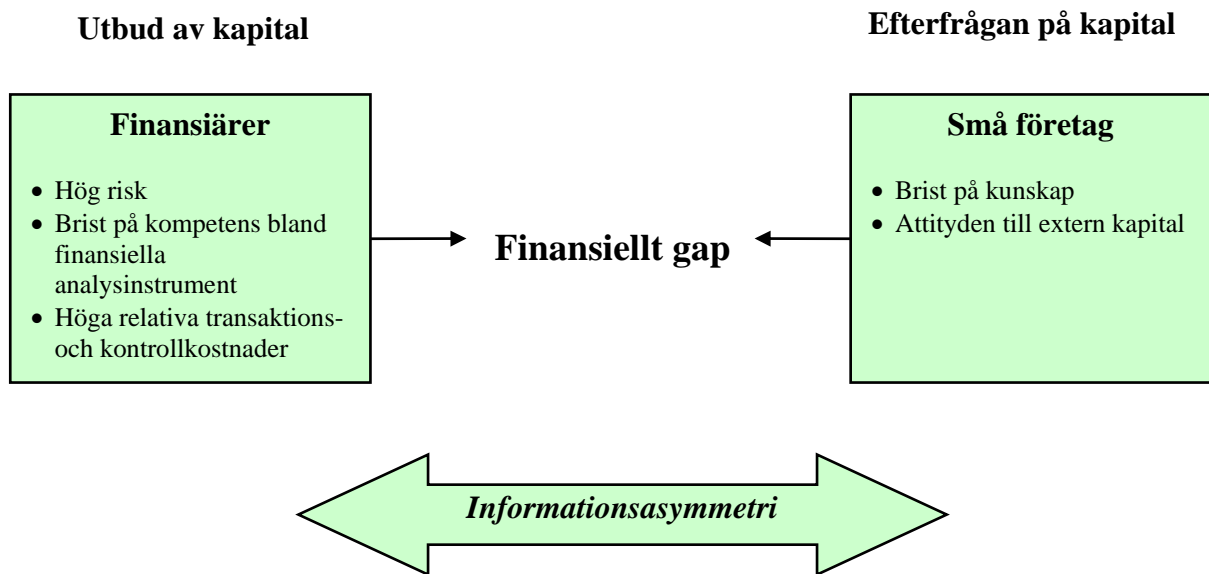 Utbud av kapital
Efterfrågan på kapital
Finansiärer
• Hög risk
• Brist på kompetens bland
finansiella
analysinstrument
• Höga relativa transaktions-
och kontrollkostnader
Finansiellt gap
Små företag
• Brist på kunskap
• Attityden till extern kapital
Informationsasymmetri